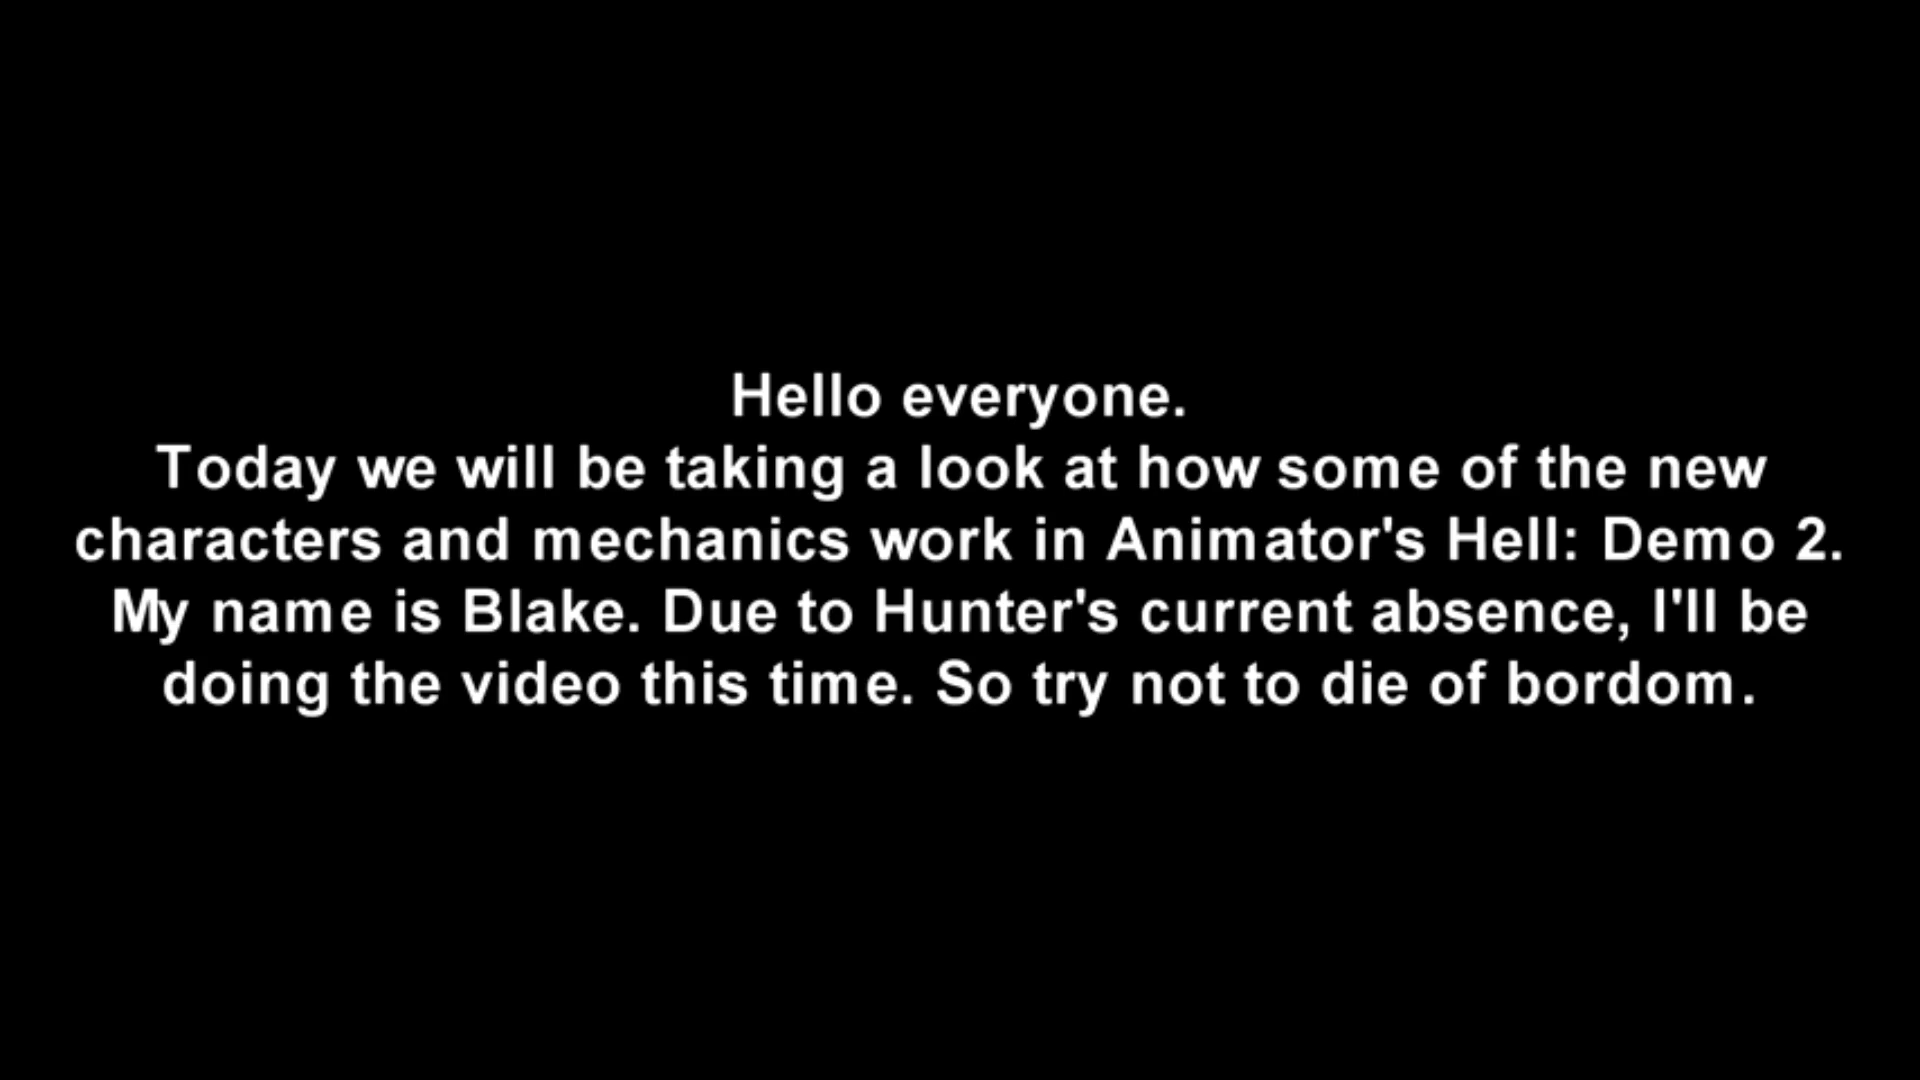 Hello everyone.
Today we will be taking a look at how some of the new
characters and mechanics work in Animator's Hell: Demo 2.
My name is Blake. Due to Hunter's current absence, I'll be
doing the video this time. So try not to die of bordom.